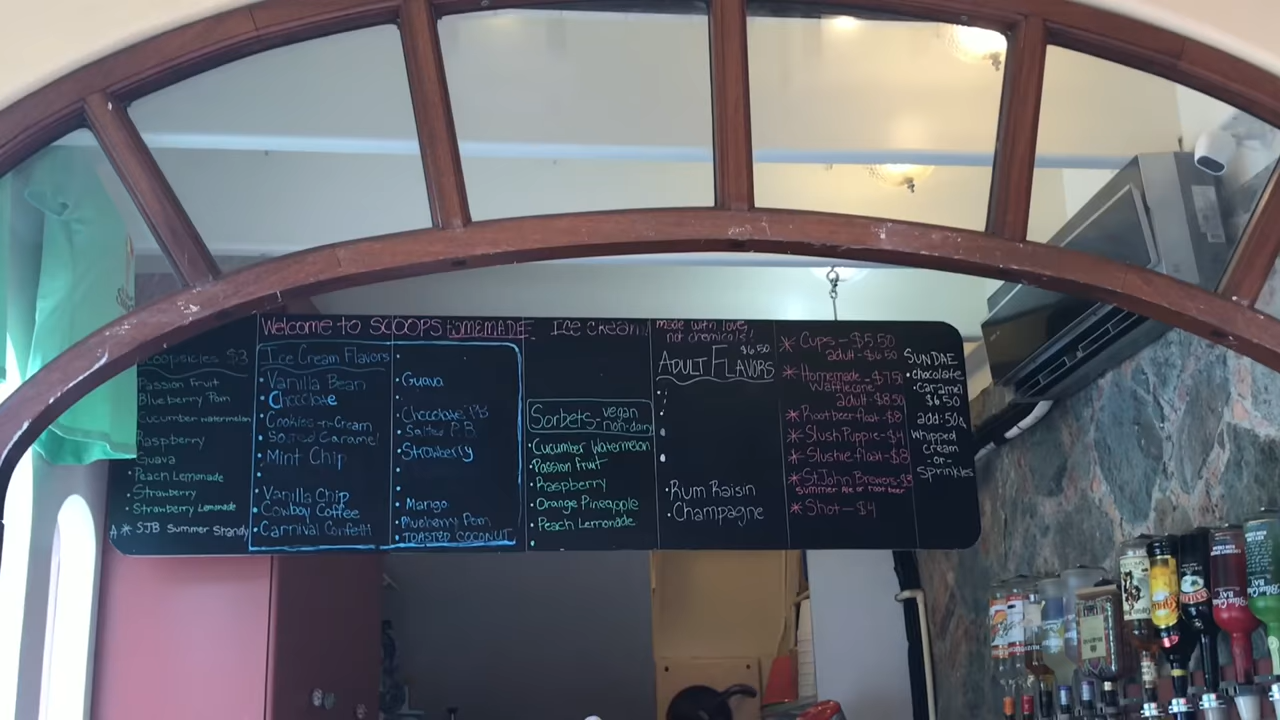 Welcome to SCOOPS HOMEMADE Ice cream
made with love,
not chemicals!
Scoopsicles $3
Passion Fruit
Blueberry Pom
Cucumber watermelon
Raspberry
Guava
Peach Lemonade
Strawberry
Strawberry Lemonade
A* SJB Summer Shandy
Ice Cream Flavors
Vanilla Bean
Chocolate
Cookies-n-Cream
Salted Caramel
Mint Chip
Vanilla Chip
Cowboy Coffee
Carnival Confetti
Guava
Chocolate PB
Salted P.B
Strawberry
Mango
Blueberry Pom
TOASTED COCONUT
Sorbets- vegan
non-dairy
Cucumber Watermelon
Passion Fruit
Raspberry
Orange Pineapple
Peach Lemonade
$6.50
ADULT FLAVORS
Rum Raisin
Champagne
* Cups - $5.50
adult - $6.50
* Homemade - $7.50
Wafflecone
adult - $8.50
* Rootbeer float - $8
* Slush Puppie - $4
* Slushie float - $8
* St. John Brewers - $3
Summer Ale or root beer
* Shot - $4
SUNDAE
chocolate
Caramel
$6.50
add: 50¢
Whipped
Cream
-or-
Sprinkles